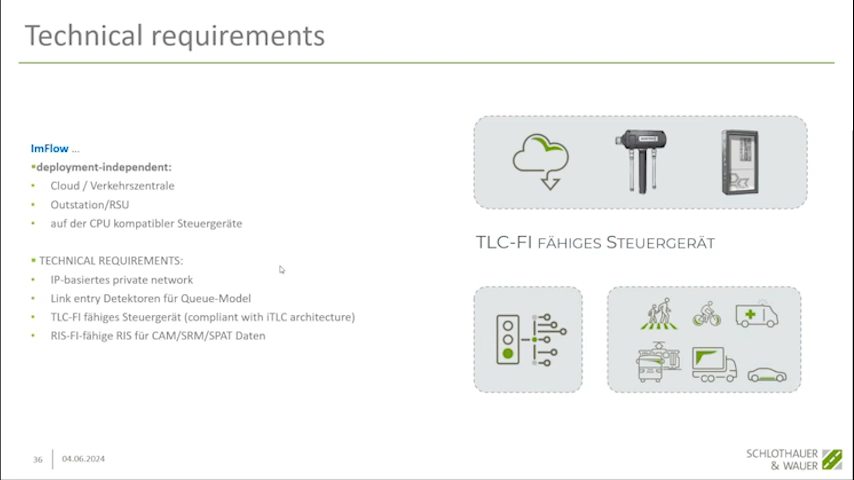 Technical requirements
ImFlow ...
deployment-independent:
Cloud / Verkehrszentrale
Outstation/RSU
auf der CPU kompatibler Steuergeräte
TECHNICAL REQUIREMENTS:
IP-basiertes private network
Link entry Detektoren für Queue-Model
TLC-FI fähiges Steuergerät (compliant with iTLC architecture)
RIS-FI-fähige RIS für CAM/SRM/SPAT Daten
TLC-FI FÄHIGES STEUERGERÄT
36
04.06.2024
SCHLOTHAUER
& WAUER